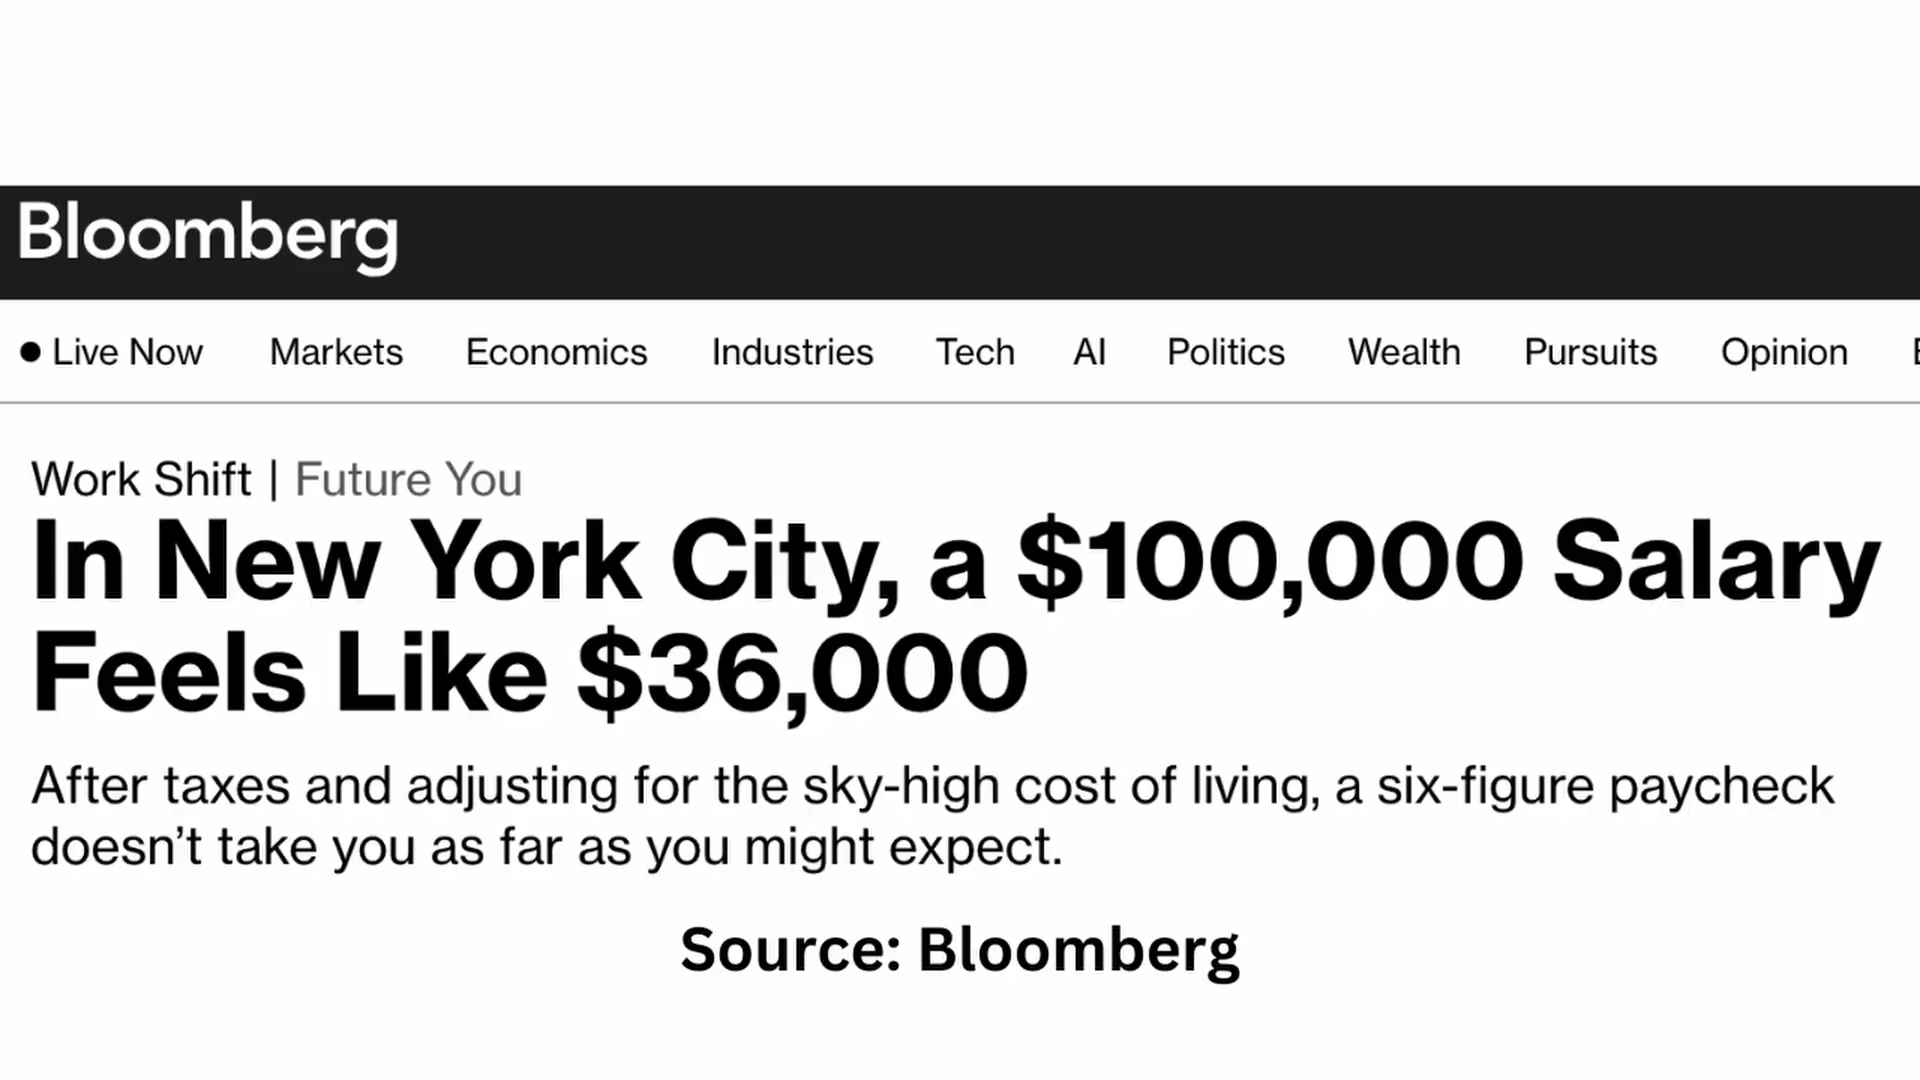 Bloomberg
● Live Now Markets Economics Industries Tech AI Politics Wealth Pursuits Opinion
Work Shift | Future You
In New York City, a $100,000 Salary
Feels Like $36,000
After taxes and adjusting for the sky-high cost of living, a six-figure paycheck
doesn’t take you as far as you might expect.
Source: Bloomberg